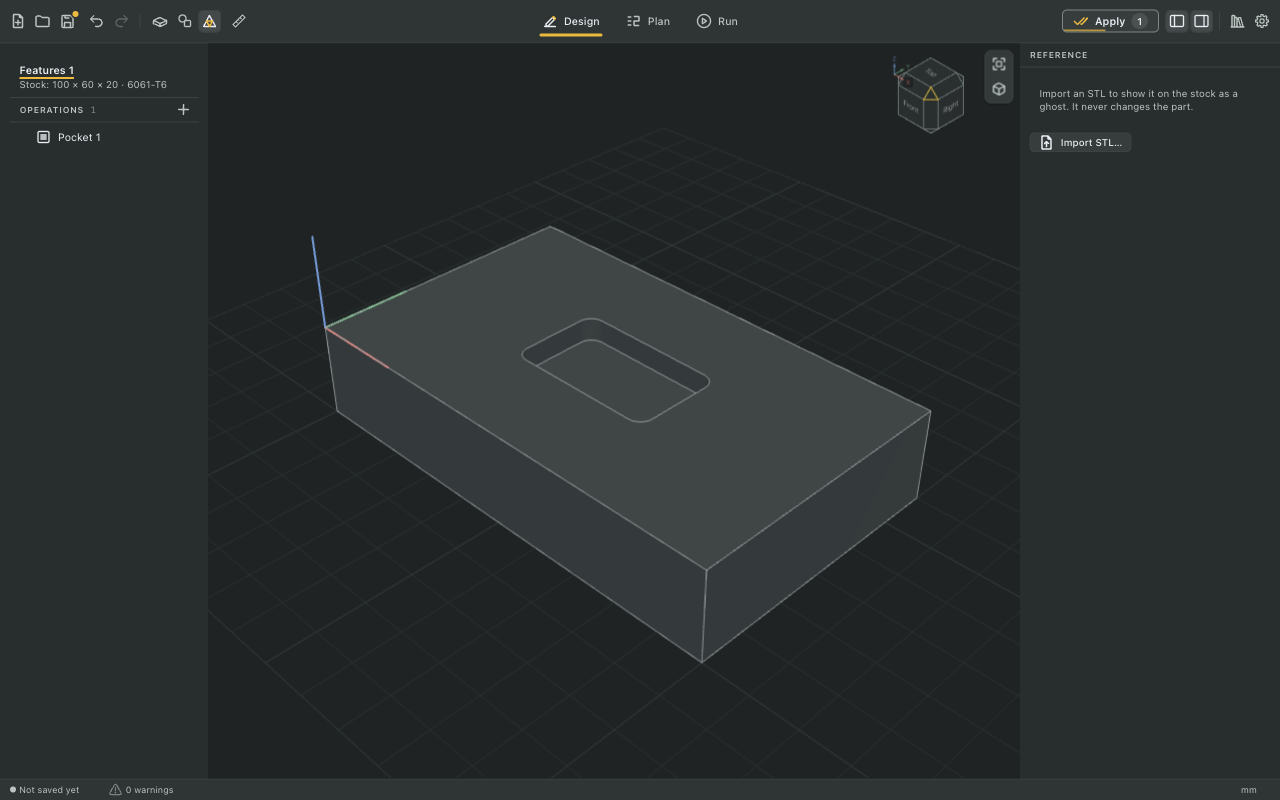 Design
Plan
Run
Apply 1
Features 1
Stock: 100 × 60 × 20 · 6061-T6
OPERATIONS 1
Pocket 1
Top
Front
Right
REFERENCE
Import an STL to show it on the stock as a
ghost. It never changes the part.
Import STL...
Not saved yet
0 warnings
mm